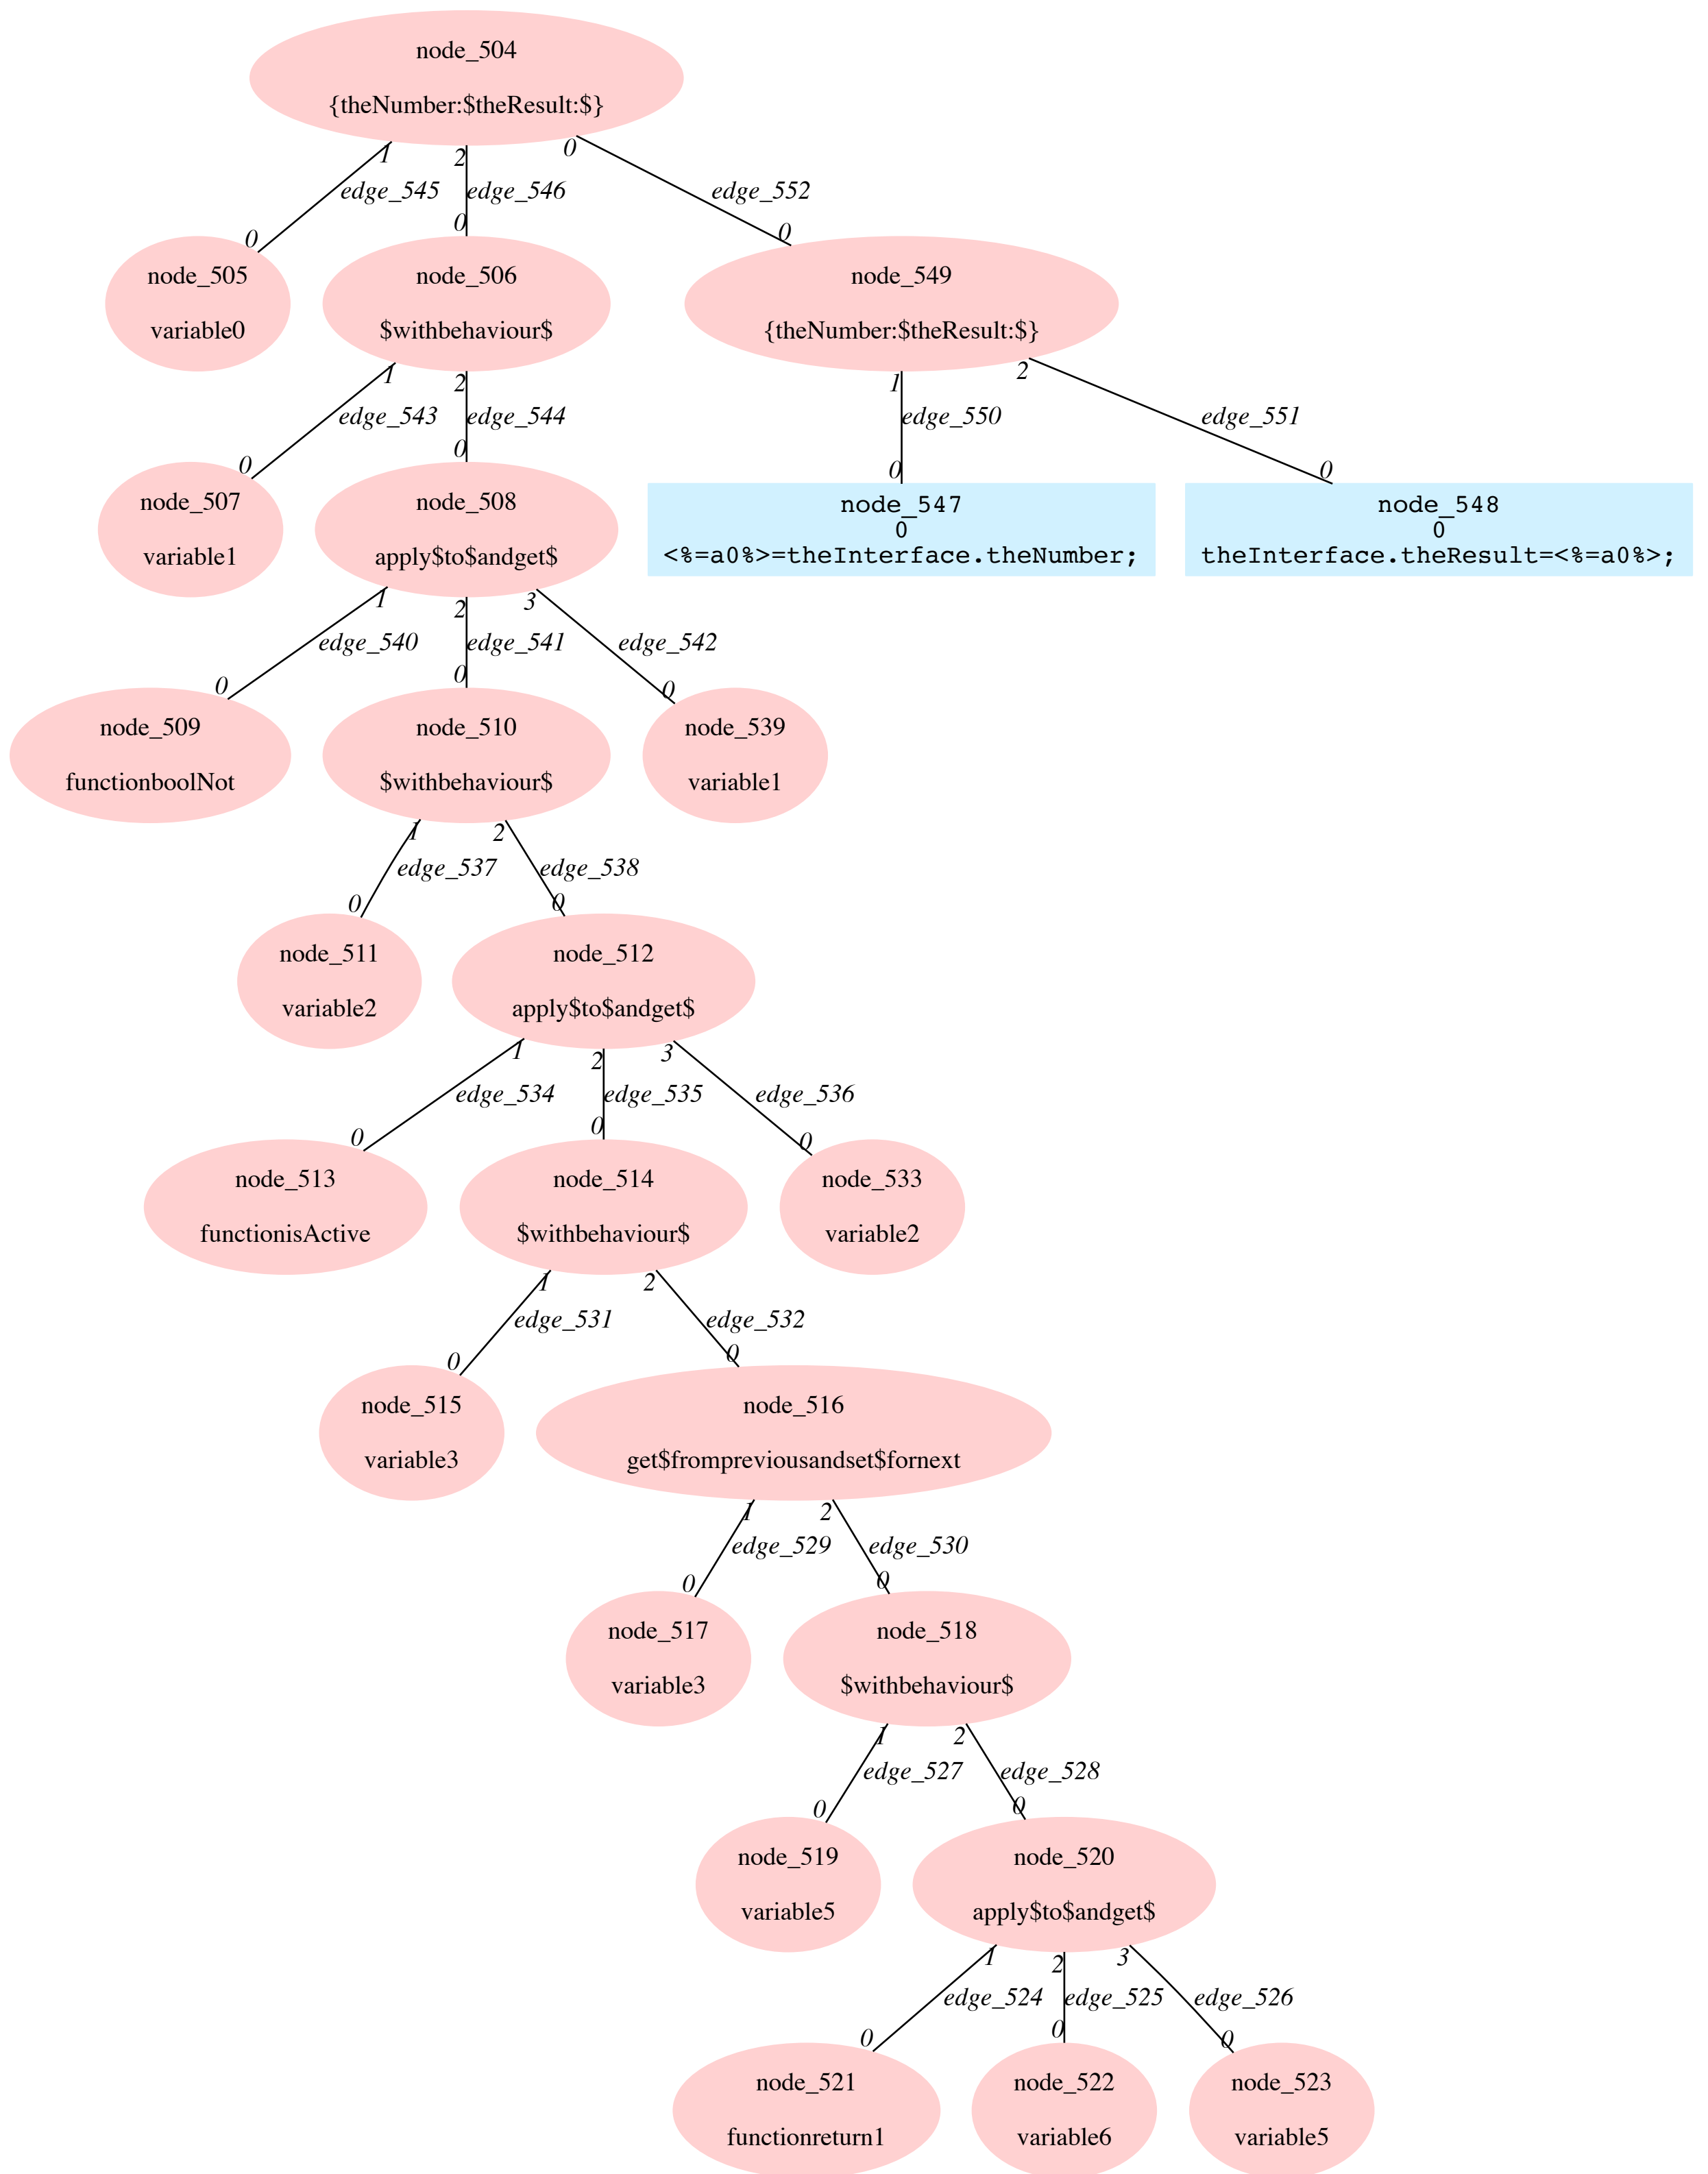 node_504
{theNumber:$theResult:$}
1
2
0
edge_545
edge_546
edge_552
0
0
0
node_505
variable0
node_506
$withbehaviour$
node_549
{theNumber:$theResult:$}
1
2
1
2
edge_543
edge_544
edge_550
edge_551
0
0
0
0
node_507
variable1
node_508
apply$to$andget$
node_547
0
<%=a0%>=theInterface.theNumber;
node_548
0
theInterface.theResult=<%=a0%>;
1
2
3
edge_540
edge_541
edge_542
0
0
0
node_509
functionboolNot
node_510
$withbehaviour$
node_539
variable1
1
2
edge_537
edge_538
0
0
node_511
variable2
node_512
apply$to$andget$
1
2
3
edge_534
edge_535
edge_536
0
0
0
node_513
functionisActive
node_514
$withbehaviour$
node_533
variable2
1
2
edge_531
edge_532
0
0
node_515
variable3
node_516
get$frompreviousandset$fornext
1
2
edge_529
edge_530
0
0
node_517
variable3
node_518
$withbehaviour$
1
2
edge_527
edge_528
0
0
node_519
variable5
node_520
apply$to$andget$
1
2
3
edge_524
edge_525
edge_526
0
0
0
node_521
functionreturn1
node_522
variable6
node_523
variable5